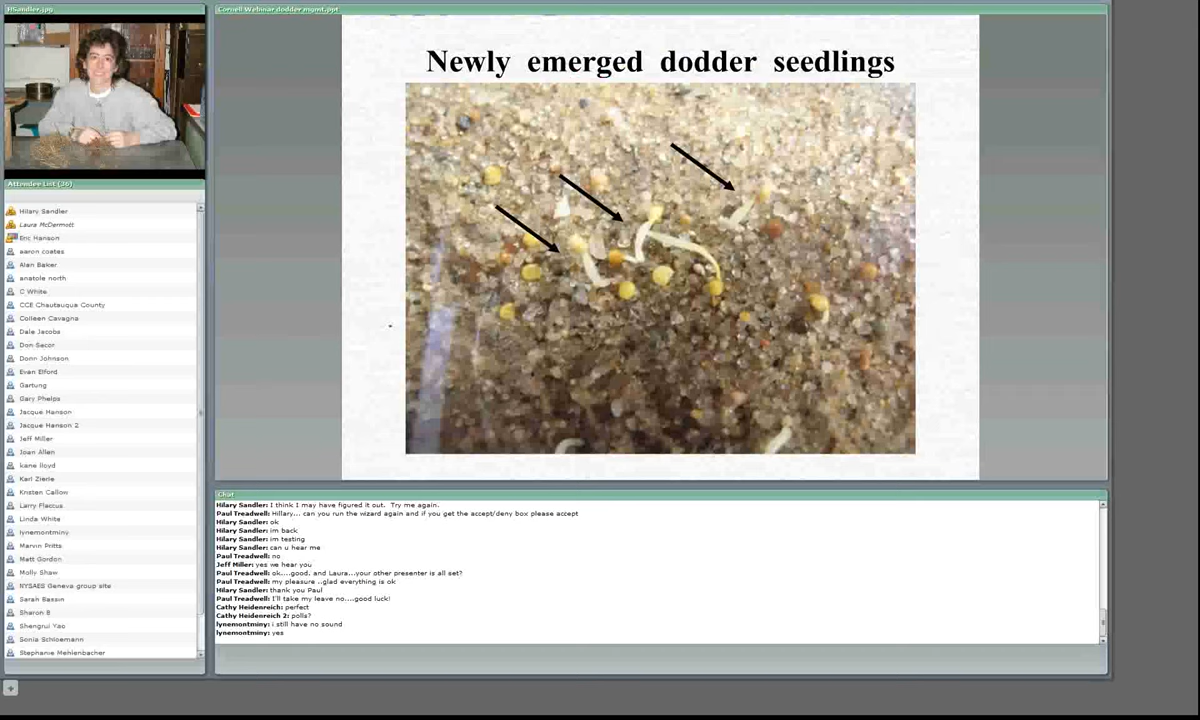 HSandler.jpg
Cornell Webinar dodder mgmt.ppt
Newly emerged dodder seedlings
Attendee List (36)
Hilary Sandler
Laura McDermott
Eric Hanson
aaron coates
Alan Baker
anatole north
C White
CCE Chautauqua County
Colleen Cavagna
Dale Jacobs
Don Secor
Donn Johnson
Evan Elford
Gartung
Gary Phelps
Jacque Hanson
Jacque Hanson 2
Jeff Miller
Joan Allen
kane lloyd
Karl Zierle
Kristen Callow
Larry Flaccus
Linda White
lynemontminy
Marvin Pritts
Matt Gordon
Molly Shaw
NYSAES Geneva group site
Sarah Bassin
Sharon B
Shengrui Yao
Sonia Schloemann
Stephanie Mehlenbacher
Chat
Hilary Sandler: I think I may have figured it out. Try me again.
Paul Treadwell: Hillary... can you run the wizard again and if you get the accept/deny box please accept
Hilary Sandler: ok
Hilary Sandler: im back
Hilary Sandler: im testing
Hilary Sandler: can u hear me
Paul Treadwell: no
Jeff Miller: yes we hear you
Paul Treadwell: ok....good. and Laura...your other presenter is all set?
Paul Treadwell: my pleasure ..glad everything is ok
Hilary Sandler: thank you Paul
Paul Treadwell: I'll take my leave no....good luck!
Cathy Heidenreich: perfect
Cathy Heidenreich 2: polls?
lynemontminy: i still have no sound
lynemontminy: yes